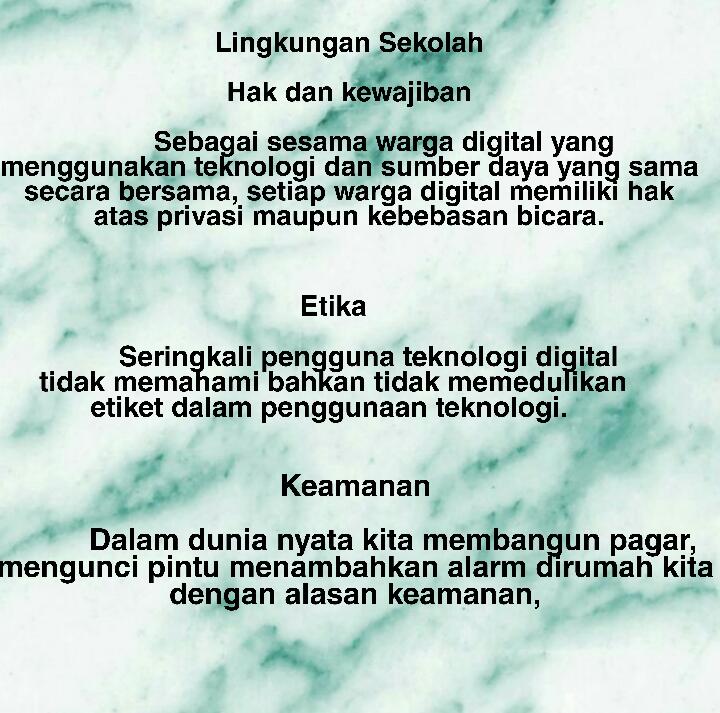 Lingkungan Sekolah
Hak dan kewajiban
Sebagai sesama warga digital yang
menggunakan teknologi dan sumber daya yang sama
secara bersama, setiap warga digital memiliki hak
atas privasi maupun kebebasan bicara.
Etika
Seringkali pengguna teknologi digital
tidak memahami bahkan tidak memedulikan
etiket dalam penggunaan teknologi.
Keamanan
Dalam dunia nyata kita membangun pagar,
mengunci pintu menambahkan alarm dirumah kita
dengan alasan keamanan,